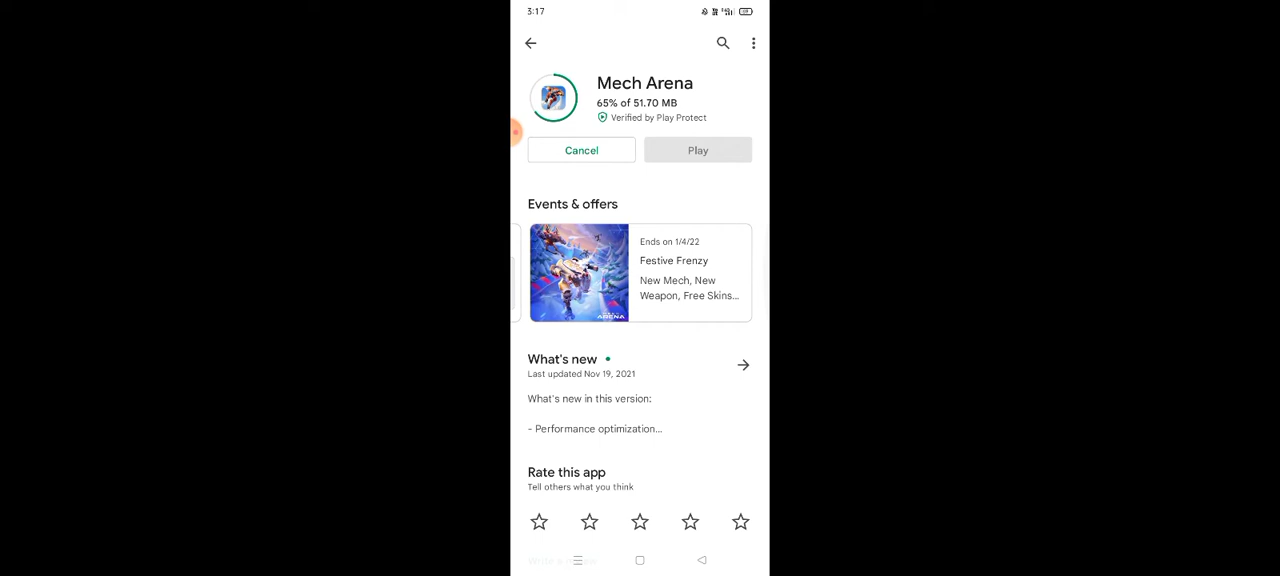 3:17
Mech Arena
65% of 51.70 MB
Verified by Play Protect
Cancel
Play
Events & offers
Ends on 1/4/22
Festive Frenzy
New Mech, New
Weapon, Free Skins...
ARENA
What's new
Last updated Nov 19, 2021
What's new in this version:
- Performance optimization...
Rate this app
Tell others what you think